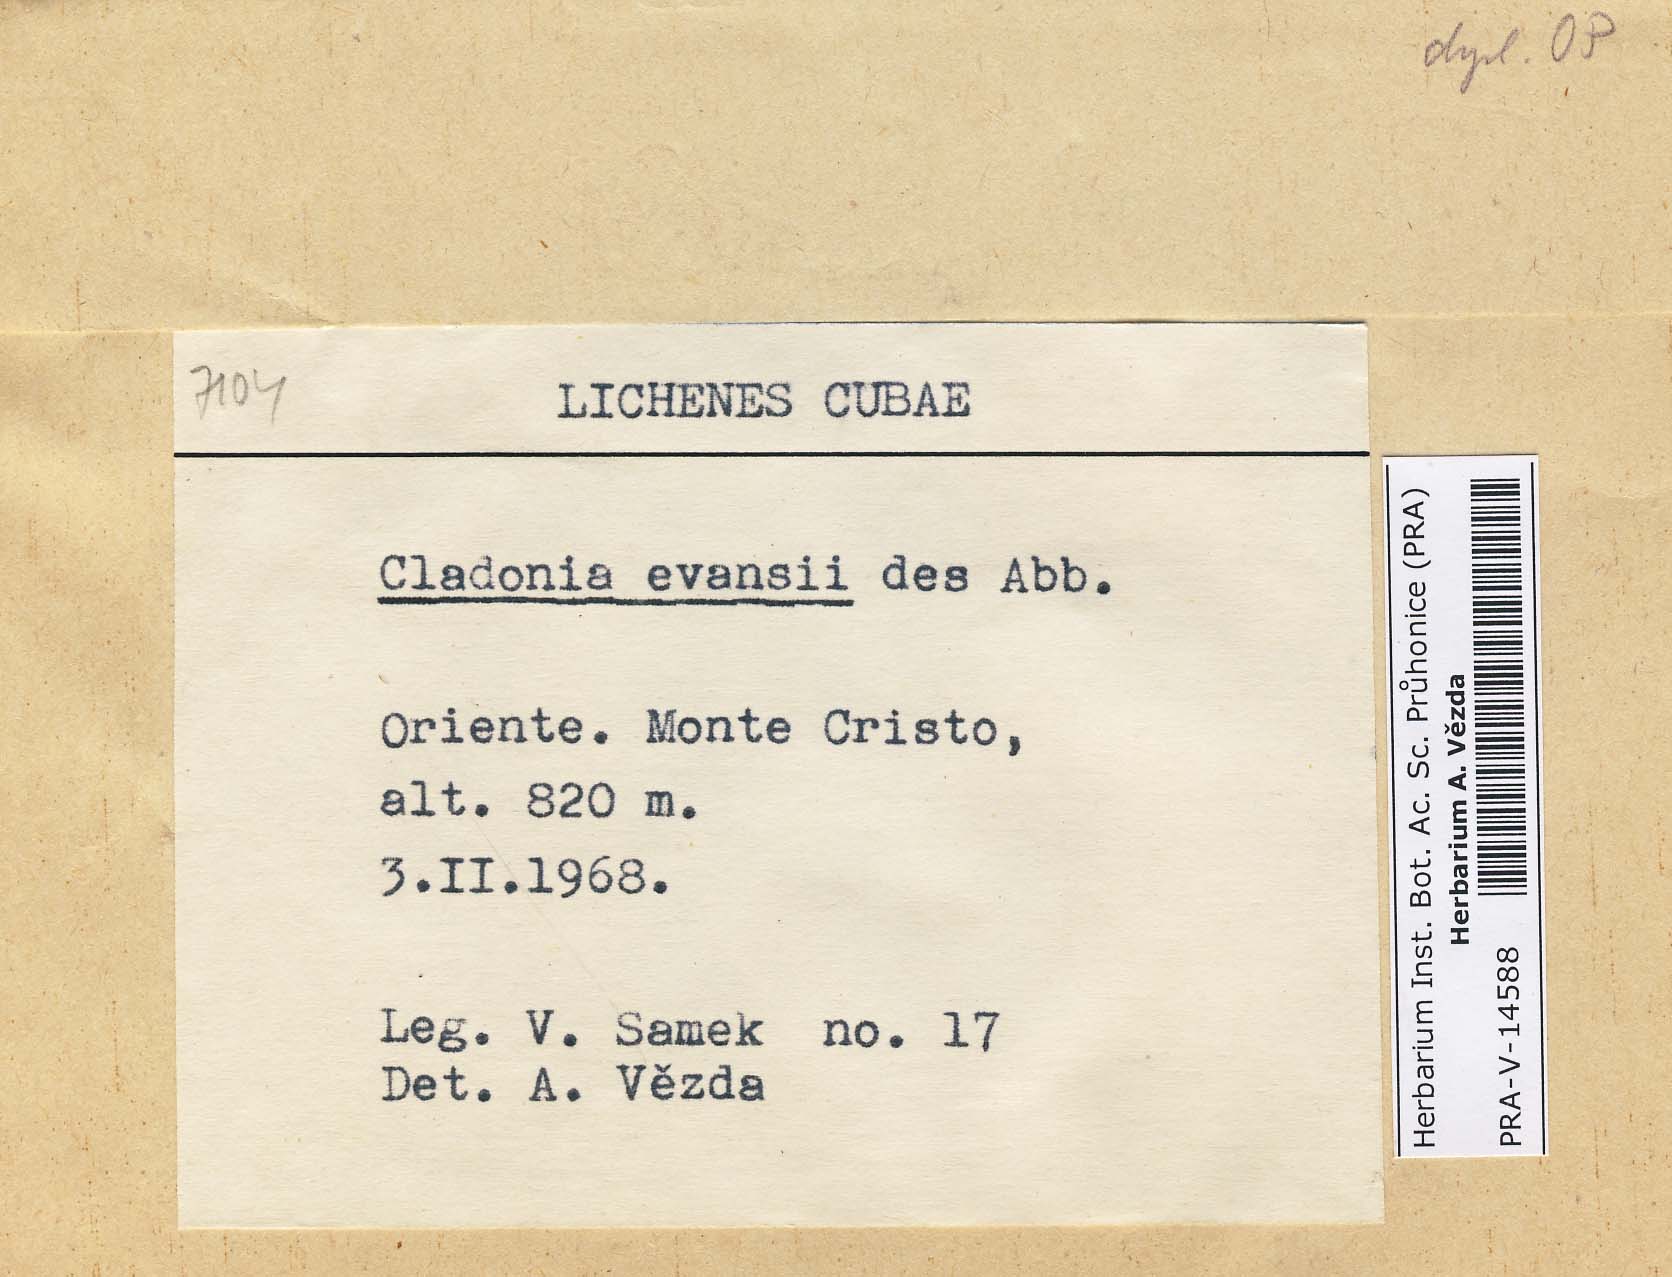 dupl. OP
7104
LICHENES CUBAE
Cladonia evansii des Abb.
Oriente. Monte Cristo,
alt. 820 m.
3.II.1968.
Leg. V. Samek no. 17
Det. A. Vězda
Herbarium Inst. Bot. Ac. Sc. Průhonice (PRA)
Herbarium A. Vězda
PRA-V-14588